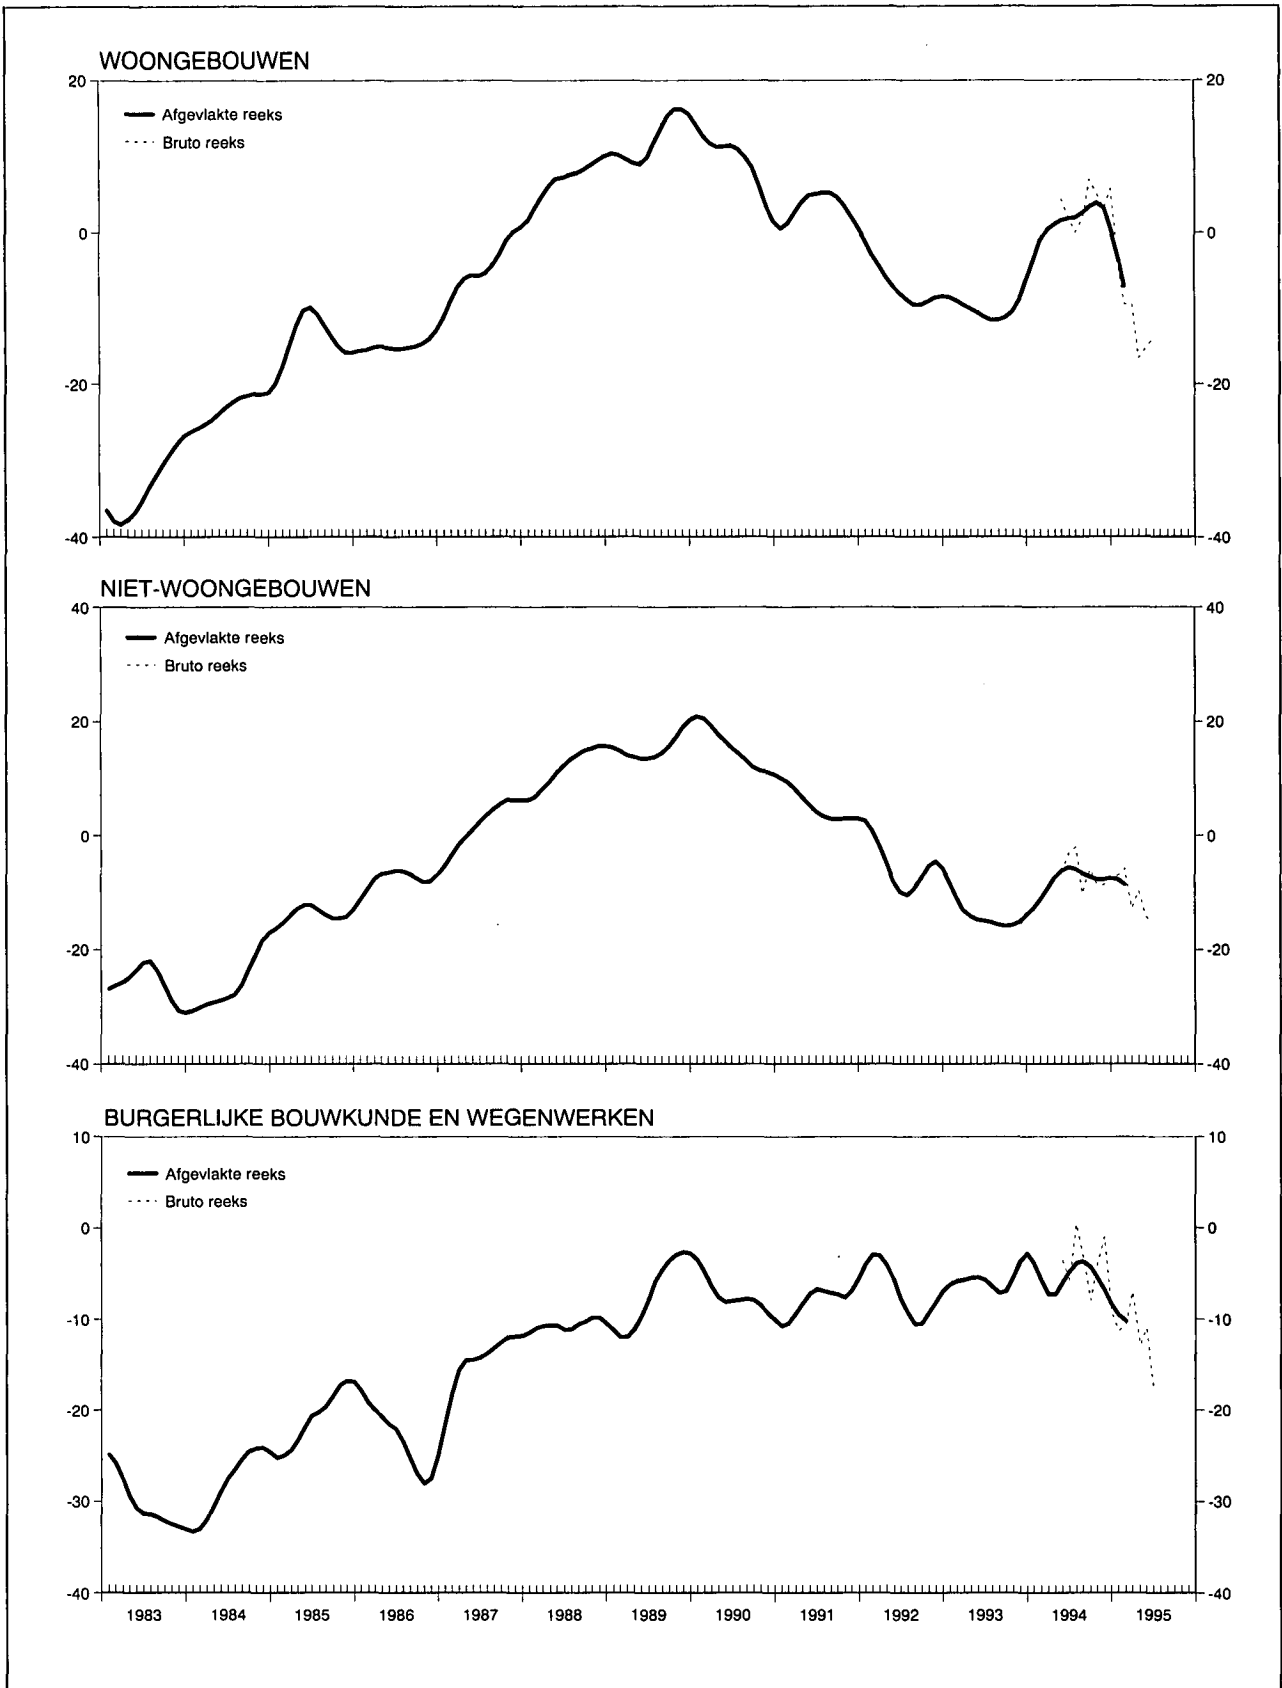 WOONGEBOUWEN
20 20
Afgevlakte reeks
Bruto reeks
0 0
-20 -20
-40 -40
NIET-WOONGEBOUWEN
40 40
Afgevlakte reeks
Bruto reeks
20 20
0 0
-20 -20
-40 -40
BURGERLIJKE BOUWKUNDE EN WEGENWERKEN
10 10
Afgevlakte reeks
Bruto reeks
0 0
-10 -10
-20 -20
-30 -30
-40 -40
1983 1984 1985 1986 1987 1988 1989 1990 1991 1992 1993 1994 1995